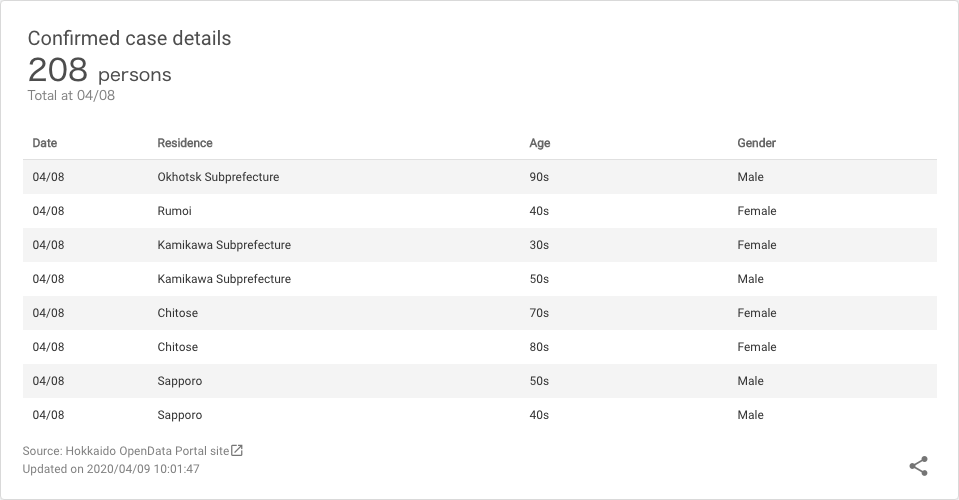 Confirmed case details
208 persons
Total at 04/08
Date Residence Age Gender
04/08 Okhotsk Subprefecture 90s Male
04/08 Rumoi 40s Female
04/08 Kamikawa Subprefecture 30s Female
04/08 Kamikawa Subprefecture 50s Male
04/08 Chitose 70s Female
04/08 Chitose 80s Female
04/08 Sapporo 50s Male
04/08 Sapporo 40s Male
Source: Hokkaido OpenData Portal site
Updated on 2020/04/09 10:01:47